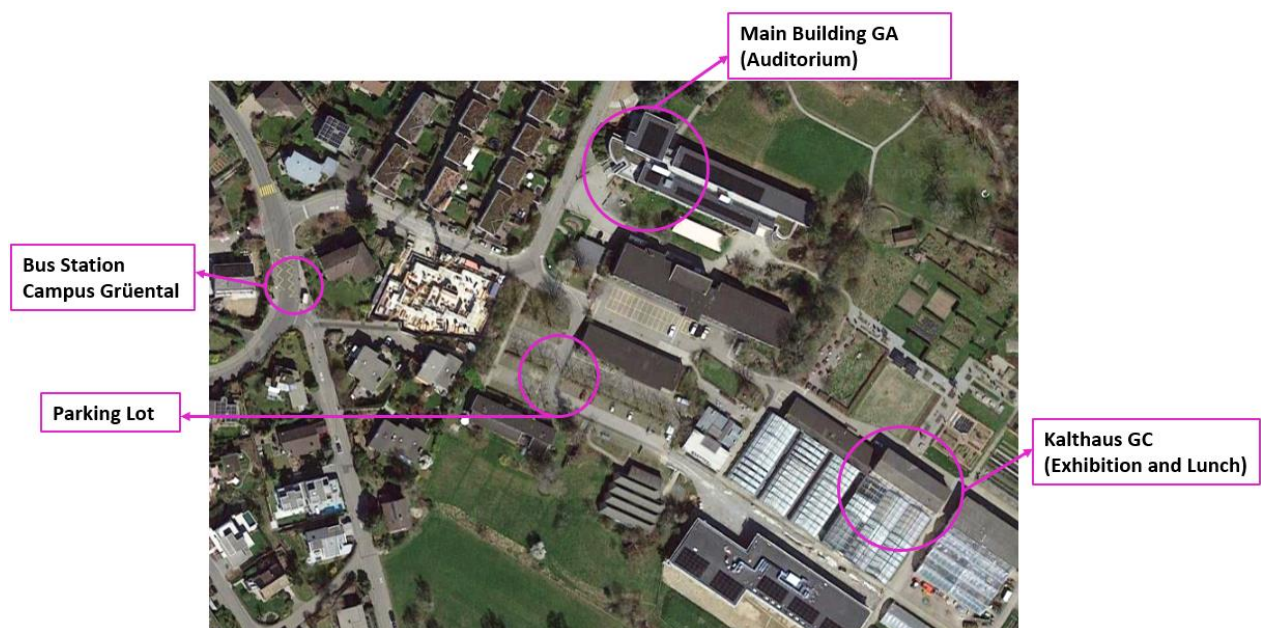 Main Building GA
(Auditorium)
Bus Station
Campus Grüental
Parking Lot
Kalthaus GC
(Exhibition and Lunch)